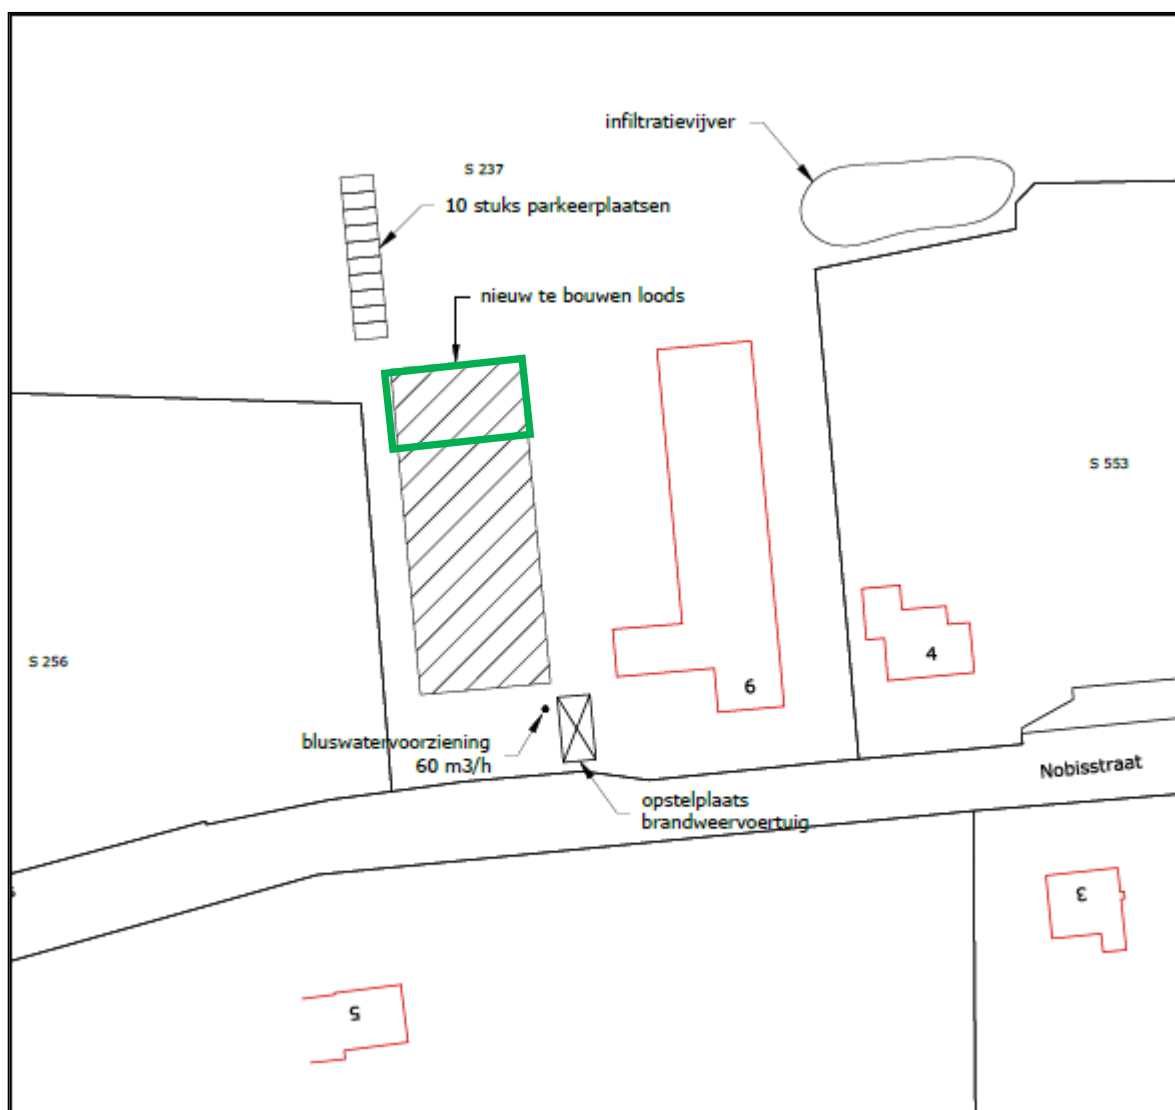 infiltratievijver
S 237
10 stuks parkeerplaatsen
nieuw te bouwen loods
S 553
S 256
4
6
bluswatervoorziening
60 m3/h
Nobisstraat
opstelplaats
brandweervoertuig
3
5